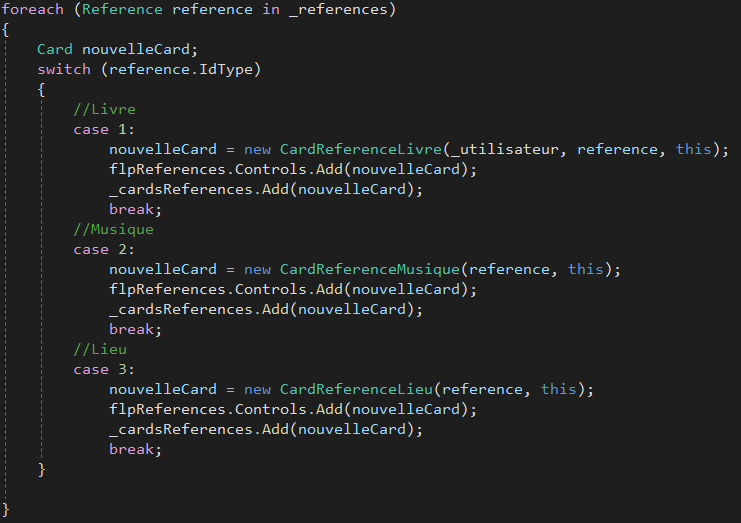 foreach (Reference reference in _references)
{
Card nouvelleCard;
switch (reference.IdType)
{
//Livre
case 1:
nouvelleCard = new CardReferenceLivre(_utilisateur, reference, this);
flpReferences.Controls.Add(nouvelleCard);
_cardsReferences.Add(nouvelleCard);
break;
//Musique
case 2:
nouvelleCard = new CardReferenceMusique(reference, this);
flpReferences.Controls.Add(nouvelleCard);
_cardsReferences.Add(nouvelleCard);
break;
//Lieu
case 3:
nouvelleCard = new CardReferenceLieu(reference, this);
flpReferences.Controls.Add(nouvelleCard);
_cardsReferences.Add(nouvelleCard);
break;
}
}